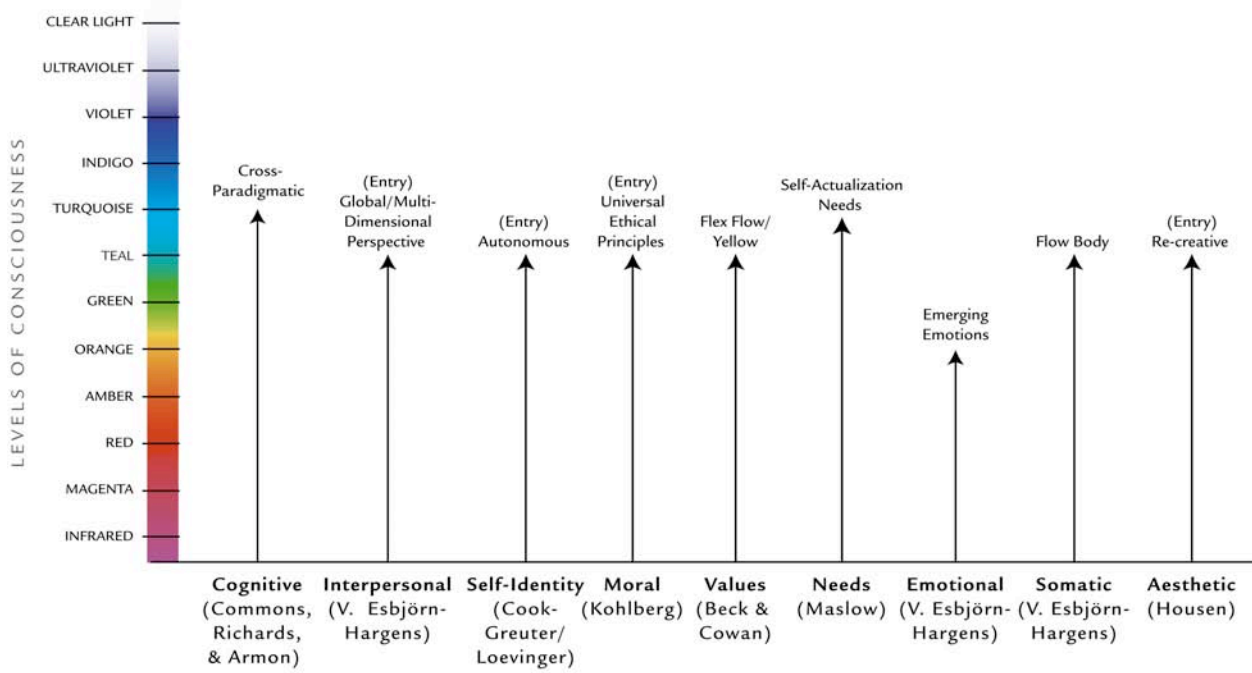 LEVELS OF CONSCIOUSNESS
CLEAR LIGHT
ULTRAVIOLET
VIOLET
INDIGO
TURQUOISE
TEAL
GREEN
ORANGE
AMBER
RED
MAGENTA
INFRARED
Cross-
Paradigmatic
(Entry)
Global/Multi-
Dimensional
Perspective
(Entry)
Autonomous
(Entry)
Universal
Ethical
Principles
Flex Flow/
Yellow
Self-Actualization
Needs
Emerging
Emotions
Flow Body
(Entry)
Re-creative
Cognitive
(Commons,
Richards,
& Armon)
Interpersonal
(V. Esbjörn-
Hargens)
Self-Identity
(Cook-
Greuter/
Loevinger)
Moral
(Kohlberg)
Values
(Beck &
Cowan)
Needs
(Maslow)
Emotional
(V. Esbjörn-
Hargens)
Somatic
(V. Esbjörn-
Hargens)
Aesthetic
(Housen)